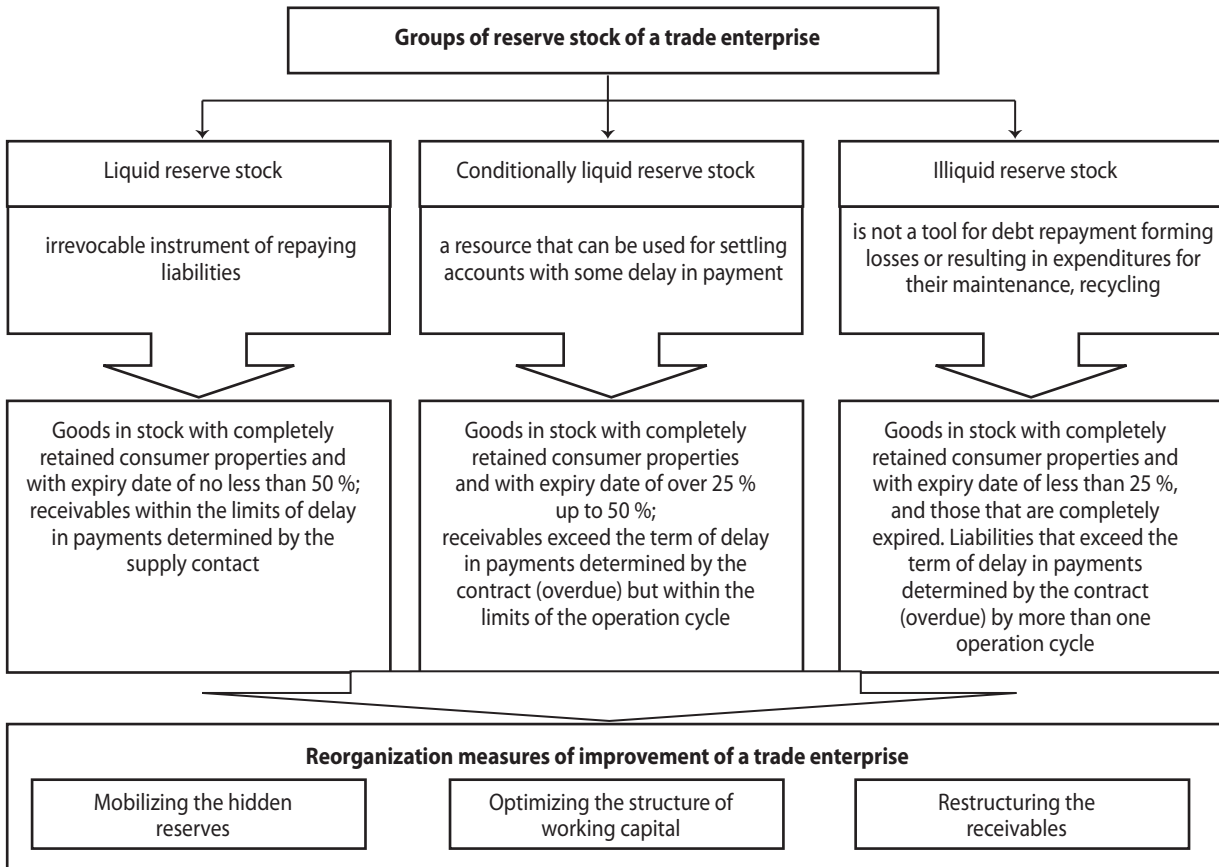 Groups of reserve stock of a trade enterprise
Liquid reserve stock
irrevocable instrument of repaying
liabilities
Goods in stock with completely
retained consumer properties and
with expiry date of no less than 50 %;
receivables within the limits of delay
in payments determined by the
supply contact
Conditionally liquid reserve stock
a resource that can be used for settling
accounts with some delay in payment
Goods in stock with completely
retained consumer properties
and with expiry date of over 25 %
up to 50 %;
receivables exceed the term of delay
in payments determined by the
contract (overdue) but within the
limits of the operation cycle
Illiquid reserve stock
is not a tool for debt repayment forming
losses or resulting in expenditures for
their maintenance, recycling
Goods in stock with completely
retained consumer properties and
with expiry date of less than 25 %,
and those that are completely
expired. Liabilities that exceed the
term of delay in payments
determined by the contract
(overdue) by more than one
operation cycle
Reorganization measures of improvement of a trade enterprise
Mobilizing the hidden
reserves
Optimizing the structure of
working capital
Restructuring the
receivables